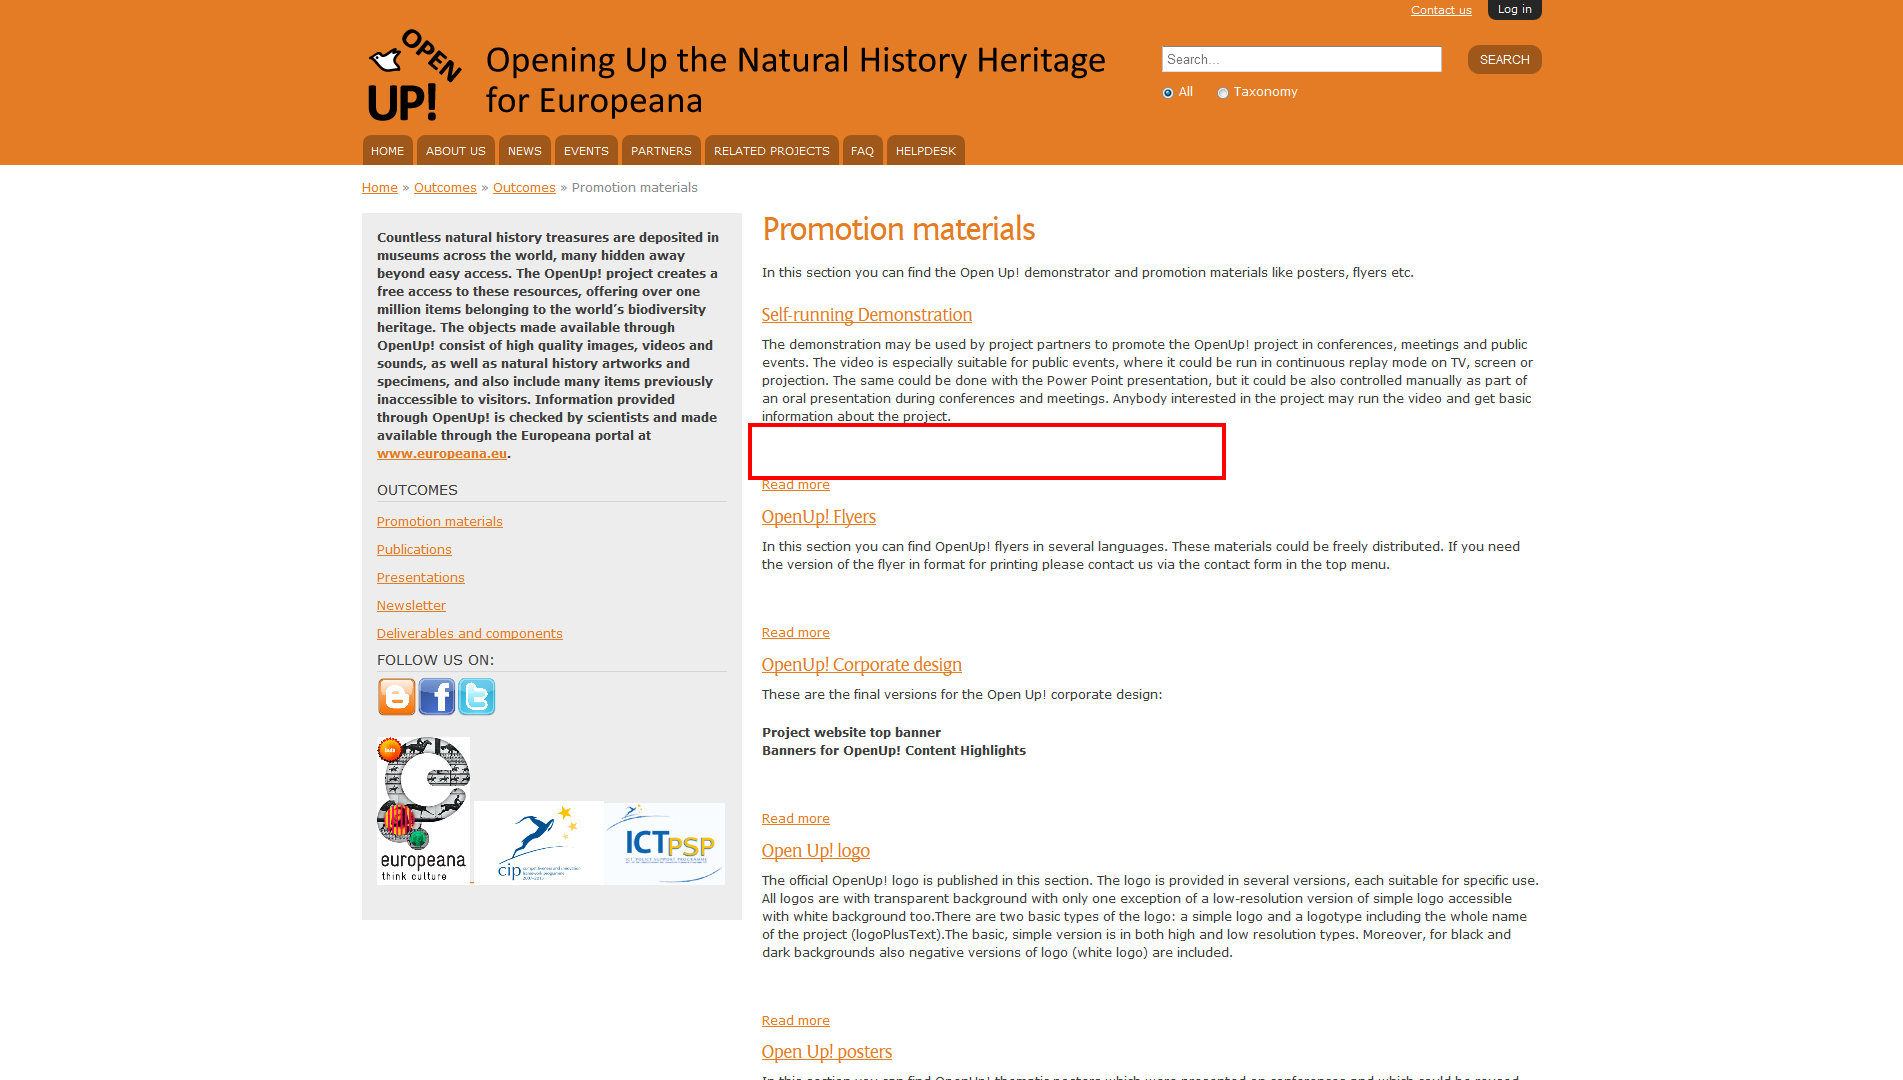 Contact us
Log in
OPEN UP!
Opening Up the Natural History Heritage
for Europeana
Search...
SEARCH
All
Taxonomy
HOME
ABOUT US
NEWS
EVENTS
PARTNERS
RELATED PROJECTS
FAQ
HELPDESK
Home » Outcomes » Outcomes » Promotion materials
Countless natural history treasures are deposited in
museums across the world, many hidden away
beyond easy access. The OpenUp! project creates a
free access to these resources, offering over one
million items belonging to the world's biodiversity
heritage. The objects made available through
OpenUp! consist of high quality images, videos and
sounds, as well as natural history artworks and
specimens, and also include many items previously
inaccessible to visitors. Information provided
through OpenUp! is checked by scientists and made
available through the Europeana portal at
www.europeana.eu.
OUTCOMES
Promotion materials
Publications
Presentations
Newsletter
Deliverables and components
FOLLOW US ON:
europeana
think culture
cip
ICT PSP
Promotion materials
In this section you can find the Open Up! demonstrator and promotion materials like posters, flyers etc.
Self-running Demonstration
The demonstration may be used by project partners to promote the OpenUp! project in conferences, meetings and public
events. The video is especially suitable for public events, where it could be run in continuous replay mode on TV, screen or
projection. The same could be done with the Power Point presentation, but it could be also controlled manually as part of
an oral presentation during conferences and meetings. Anybody interested in the project may run the video and get basic
information about the project.
Read more
OpenUp! Flyers
In this section you can find OpenUp! flyers in several languages. These materials could be freely distributed. If you need
the version of the flyer in format for printing please contact us via the contact form in the top menu.
Read more
OpenUp! Corporate design
These are the final versions for the Open Up! corporate design:
Project website top banner
Banners for OpenUp! Content Highlights
Read more
Open Up! logo
The official OpenUp! logo is published in this section. The logo is provided in several versions, each suitable for specific use.
All logos are with transparent background with only one exception of a low-resolution version of simple logo accessible
with white background too.There are two basic types of the logo: a simple logo and a logotype including the whole name
of the project (logoPlusText).The basic, simple version is in both high and low resolution types. Moreover, for black and
dark backgrounds also negative versions of logo (white logo) are included.
Read more
Open Up! posters